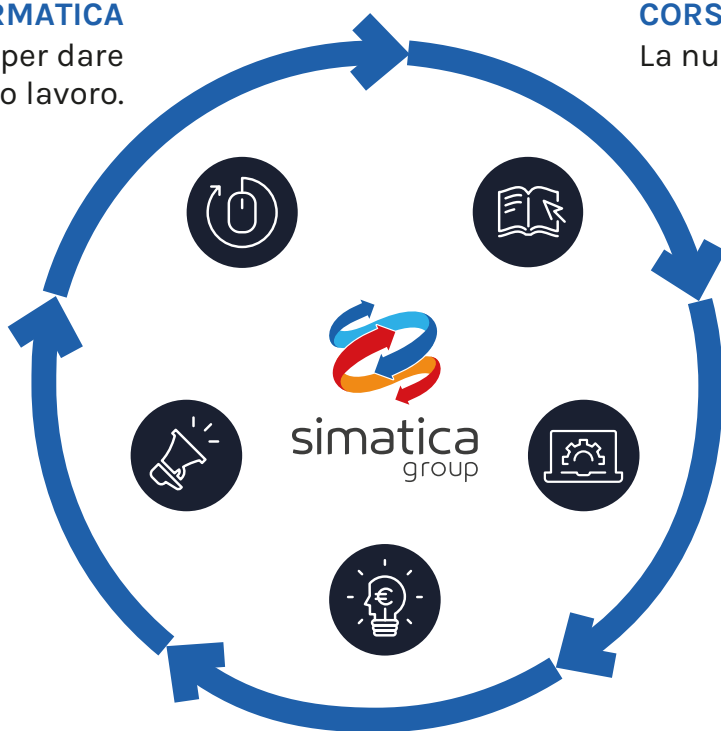 RMATICA
per dare
o lavoro.
CORS
La nu
simatica
group
€